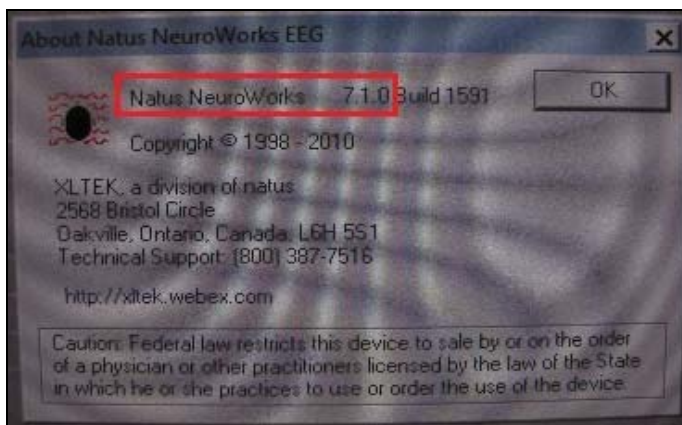 About Natus NeuroWorks EEG
Natus NeuroWorks 7.1.0 Build 1591
OK
Copyright © 1998 - 2010
XLTEK, a division of natus
2568 Bristol Circle
Oakville, Ontario, Canada, L6H 5S1
Technical Support: (800) 387-7516
http://xltek.webex.com
Caution: Federal law restricts this device to sale by or on the order
of a physician or other practitioners licensed by the law of the State
in which he or she practices to use or order the use of the device.